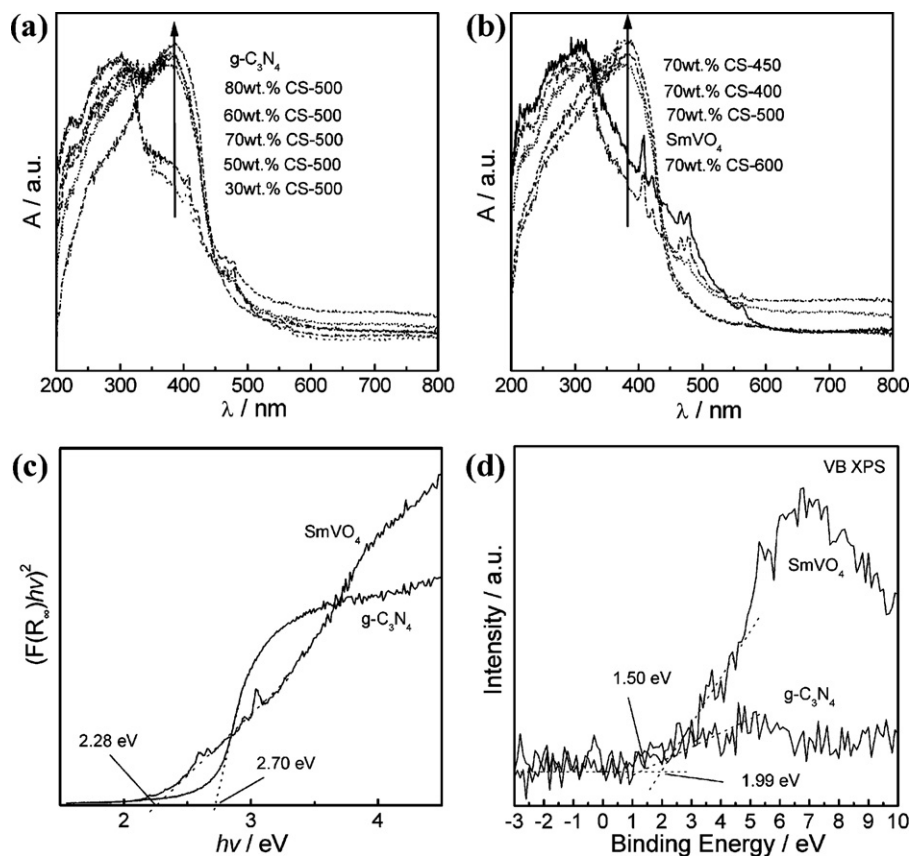 (a)
g-C₃N₄
80wt.% CS-500
60wt.% CS-500
70wt.% CS-500
50wt.% CS-500
30wt.% CS-500
A / a.u.
200 300 400 500 600 700 800
λ / nm
(b)
70wt.% CS-450
70wt.% CS-400
70wt.% CS-500
SmVO₄
70wt.% CS-600
A / a.u.
200 300 400 500 600 700 800
λ / nm
(c)
SmVO₄
g-C₃N₄
2.28 eV
2.70 eV
(F(R∞)hν)²
2 3 4
hν / eV
(d)
VB XPS
SmVO₄
1.50 eV
g-C₃N₄
1.99 eV
Intensity / a.u.
-3 -2 -1 0 1 2 3 4 5 6 7 8 9 10
Binding Energy / eV